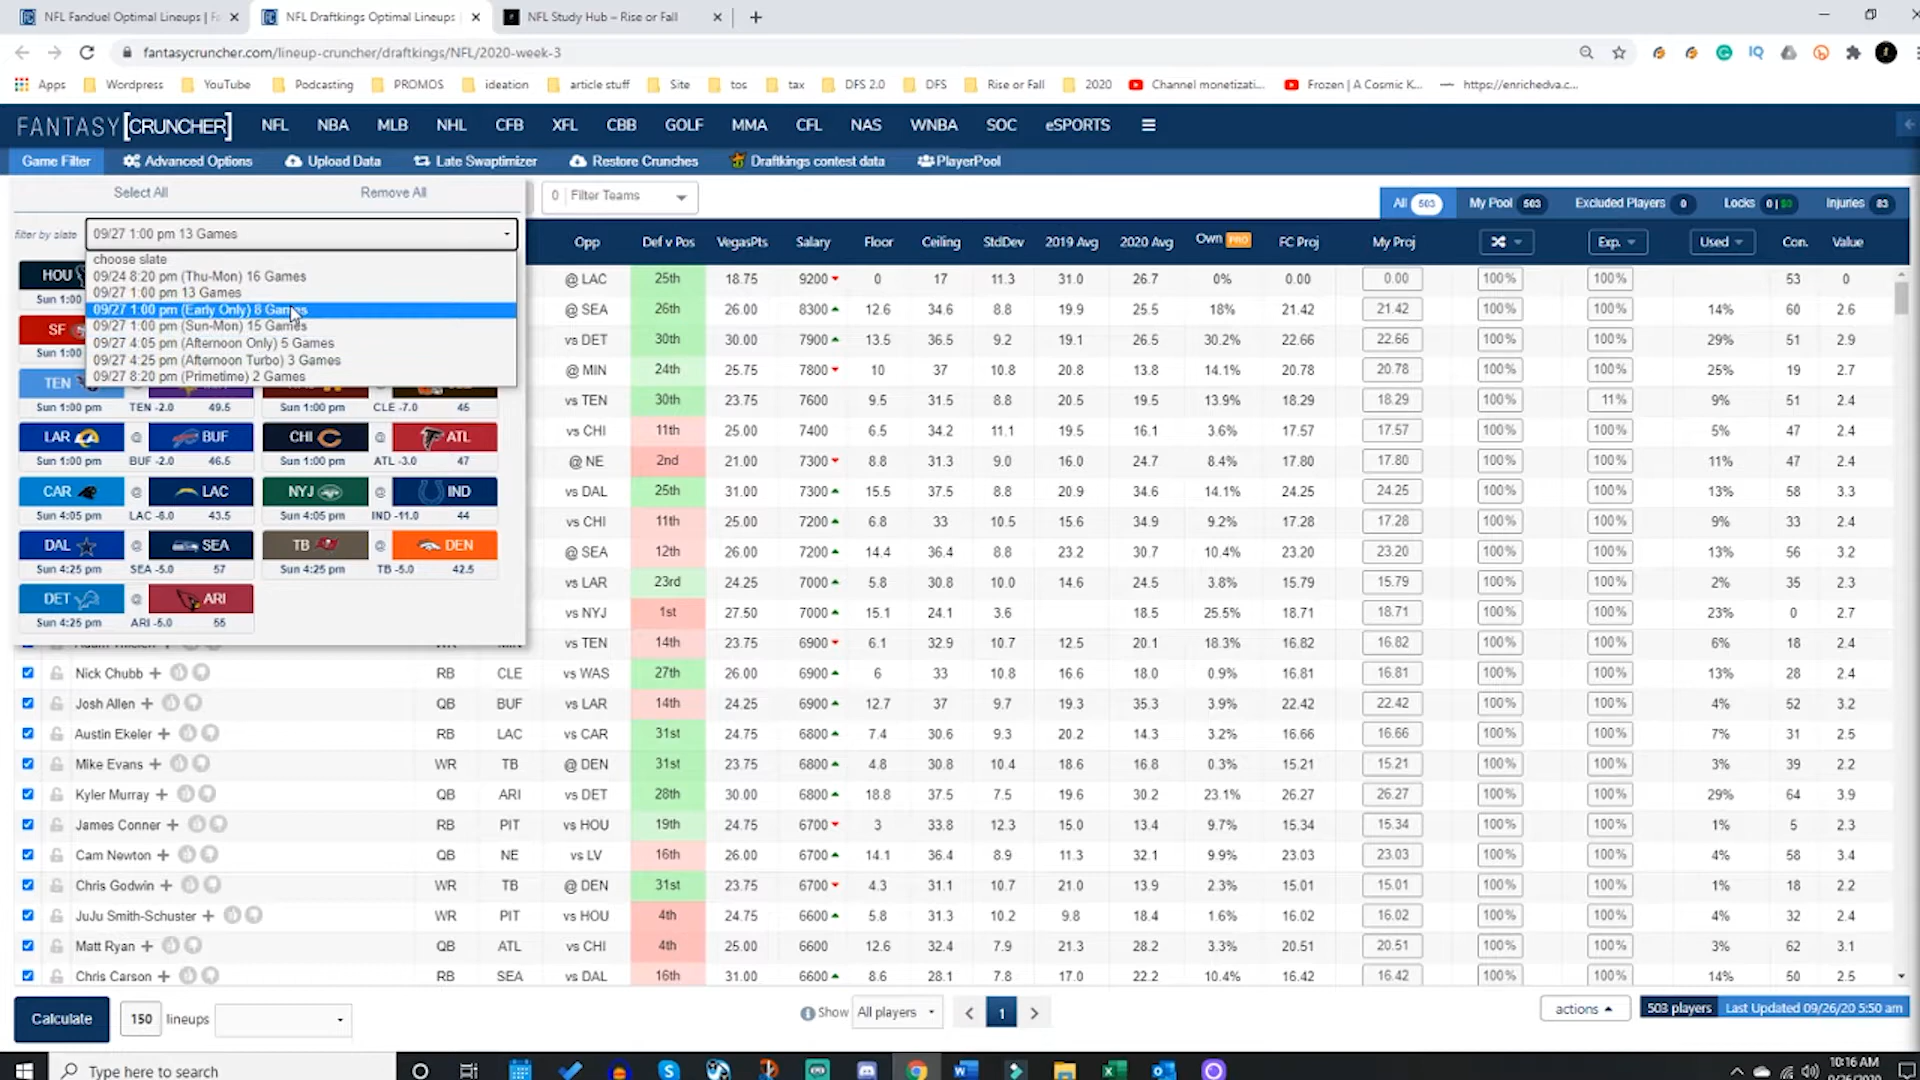 NFL Fanduel Optimal Lineups | F
NFL Draftkings Optimal Lineups
NFL Study Hub – Rise or Fall
fantasycruncher.com/lineup-cruncher/draftkings/NFL/2020-week-3
Apps Wordpress YouTube Podcasting PROMOS ideation article stuff Site tos tax DFS 2.0 DFS Rise or Fall 2020 Channel monetizati... Frozen | A Cosmic K... https://enrichedva.c...
FANTASY[CRUNCHER] NFL NBA MLB NHL CFB XFL CBB GOLF MMA CFL NAS WNBA SOC eSPORTS
Game Filter Advanced Options Upload Data Late Swaptimizer Restore Crunches Draftkings contest data PlayerPool
Select All Remove All
0 Filter Teams
All 503 My Pool 503 Excluded Players 0 Locks 0 | $0 Injuries 83
filter by slate 09/27 1:00 pm 13 Games
choose slate
09/24 8:20 pm (Thu-Mon) 16 Games
09/27 1:00 pm 13 Games
09/27 1:00 pm (Early Only) 8 Games
09/27 1:00 pm (Sun-Mon) 15 Games
09/27 4:05 pm (Afternoon Only) 5 Games
09/27 4:25 pm (Afternoon Turbo) 3 Games
09/27 8:20 pm (Primetime) 2 Games
HOU
Sun 1:00
SF
Sun 1:00
TEN
Sun 1:00 pm TEN -2.0 49.5 Sun 1:00 pm CLE -7.0 45
LAR @ BUF CHI @ ATL
Sun 1:00 pm BUF -2.0 46.5 Sun 1:00 pm ATL -3.0 47
CAR @ LAC NYJ @ IND
Sun 4:05 pm LAC -6.0 43.5 Sun 4:05 pm IND -11.0 44
DAL @ SEA TB @ DEN
Sun 4:25 pm SEA -5.0 57 Sun 4:25 pm TB -5.0 42.5
DET @ ARI
Sun 4:25 pm ARI -5.0 55
Opp Def v Pos VegasPts Salary Floor Ceiling StdDev 2019 Avg 2020 Avg Own PRO FC Proj My Proj Exp. Used Con. Value
@ LAC 25th 18.75 9200 0 17 11.3 31.0 26.7 0% 0.00 0.00 100% 100% 53 0
@ SEA 26th 26.00 8300 12.6 34.6 8.8 19.9 25.5 18% 21.42 21.42 100% 100% 14% 60 2.6
vs DET 30th 30.00 7900 13.5 36.5 9.2 19.1 26.5 30.2% 22.66 22.66 100% 100% 29% 51 2.9
@ MIN 24th 25.75 7800 10 37 10.8 20.8 13.8 14.1% 20.78 20.78 100% 100% 25% 19 2.7
vs TEN 30th 23.75 7600 9.5 31.5 8.8 20.5 19.5 13.9% 18.29 18.29 100% 11% 9% 51 2.4
vs CHI 11th 25.00 7400 6.5 34.2 11.1 19.5 16.1 3.6% 17.57 17.57 100% 100% 5% 47 2.4
@ NE 2nd 21.00 7300 8.8 31.3 9.0 16.0 24.7 8.4% 17.80 17.80 100% 100% 11% 47 2.4
vs DAL 25th 31.00 7300 15.5 37.5 8.8 20.9 34.6 14.1% 24.25 24.25 100% 100% 13% 58 3.3
vs CHI 11th 25.00 7200 6.8 33 10.5 15.6 34.9 9.2% 17.28 17.28 100% 100% 9% 33 2.4
@ SEA 12th 26.00 7200 14.4 36.4 8.8 23.2 30.7 10.4% 23.20 23.20 100% 100% 13% 56 3.2
vs LAR 23rd 24.25 7000 5.8 30.8 10.0 14.6 24.5 3.8% 15.79 15.79 100% 100% 2% 35 2.3
vs NYJ 1st 27.50 7000 15.1 24.1 3.6 18.5 25.5% 18.71 18.71 100% 100% 23% 0 2.7
vs TEN 14th 23.75 6900 6.1 32.9 10.7 12.5 20.1 18.3% 16.82 16.82 100% 100% 6% 18 2.4
Nick Chubb + RB CLE vs WAS 27th 26.00 6900 6 33 10.8 16.6 18.0 0.9% 16.81 16.81 100% 100% 13% 28 2.4
Josh Allen + QB BUF vs LAR 14th 24.25 6900 12.7 37 9.7 19.3 35.3 3.9% 22.42 22.42 100% 100% 4% 52 3.2
Austin Ekeler + RB LAC vs CAR 31st 24.75 6800 7.4 30.6 9.3 20.2 14.3 3.2% 16.66 16.66 100% 100% 7% 31 2.5
Mike Evans + WR TB @ DEN 31st 23.75 6800 4.8 30.8 10.4 18.6 16.8 0.3% 15.21 15.21 100% 100% 3% 39 2.2
Kyler Murray + QB ARI vs DET 28th 30.00 6800 18.8 37.5 7.5 19.6 30.2 23.1% 26.27 26.27 100% 100% 29% 64 3.9
James Conner + RB PIT vs HOU 19th 24.75 6700 3 33.8 12.3 15.0 13.4 9.7% 15.34 15.34 100% 100% 1% 5 2.3
Cam Newton + QB NE vs LV 16th 26.00 6700 14.1 36.4 8.9 11.3 32.1 9.9% 23.03 23.03 100% 100% 4% 58 3.4
Chris Godwin + WR TB @ DEN 31st 23.75 6700 4.3 31.1 10.7 21.0 13.9 2.3% 15.01 15.01 100% 100% 1% 18 2.2
JuJu Smith-Schuster + WR PIT vs HOU 4th 24.75 6600 5.8 31.3 10.2 9.8 18.4 1.6% 16.02 16.02 100% 100% 4% 32 2.4
Matt Ryan + QB ATL vs CHI 4th 25.00 6600 12.6 32.4 7.9 21.3 28.2 3.3% 20.51 20.51 100% 100% 3% 62 3.1
Chris Carson + RB SEA vs DAL 16th 31.00 6600 8.6 28.1 7.8 17.0 22.2 10.4% 16.42 16.42 100% 100% 14% 50 2.5
Calculate 150 lineups Show All players 1 actions 503 players Last Updated 09/26/20 5:50 am
Type here to search
10:16 AM